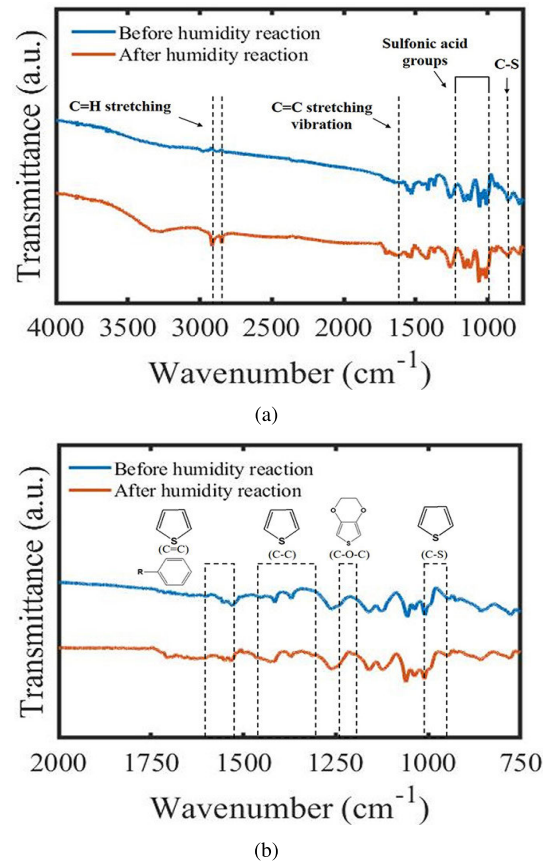 Before humidity reaction
After humidity reaction
Sulfonic acid
groups
C-S
C=H stretching
C=C stretching
vibration
Transmittance (a.u.)
4000 3500 3000 2500 2000 1500 1000
Wavenumber (cm-1)
(a)
Before humidity reaction
After humidity reaction
S
(C=C)
R
S
(C-C)
O O
S
(C-O-C)
S
(C-S)
Transmittance (a.u.)
2000 1750 1500 1250 1000 750
Wavenumber (cm-1)
(b)